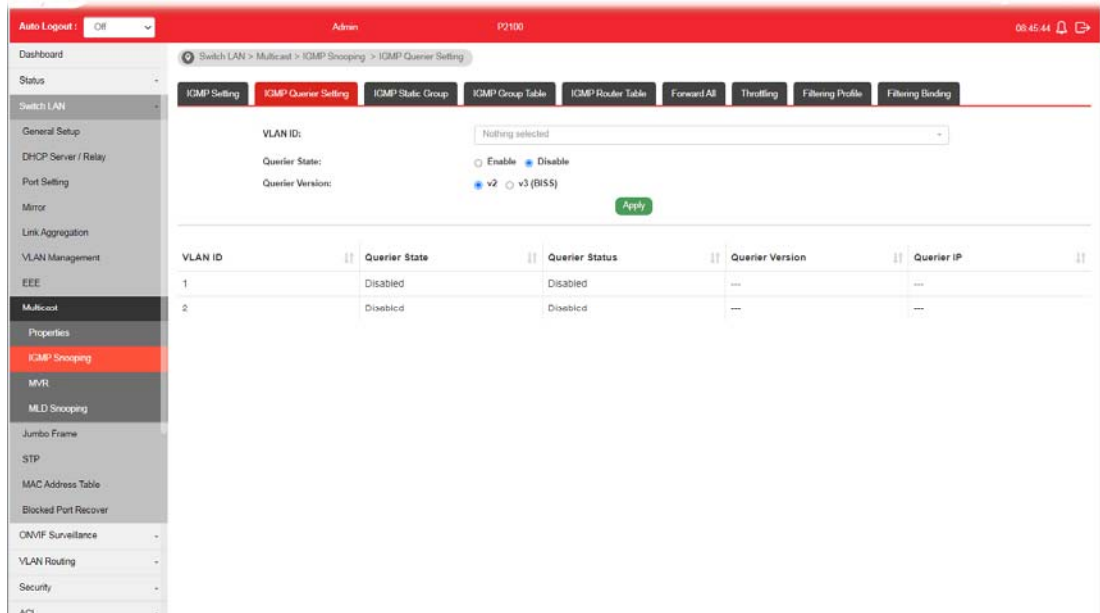 Auto Logout : Off Admin P2100 08:45:44
Dashboard
Status
Switch LAN
General Setup
DHCP Server / Relay
Port Setting
Mirror
Link Aggregation
VLAN Management
EEE
Multicast
Properties
IGMP Snooping
MVR
MLD Snooping
Jumbo Frame
STP
MAC Address Table
Blocked Port Recover
ONVIF Surveillance
VLAN Routing
Security
ACL
Switch LAN > Multicast > IGMP Snooping > IGMP Querier Setting
IGMP Setting IGMP Querier Setting IGMP Static Group IGMP Group Table IGMP Router Table Forward All Throttling Filtering Profile Filtering Binding
VLAN ID: Nothing selected
Querier State: Enable Disable
Querier Version: v2 v3 (BISS)
Apply
VLAN ID Querier State Querier Status Querier Version Querier IP
1 Disabled Disabled --- ---
2 Disabled Disabled --- ---